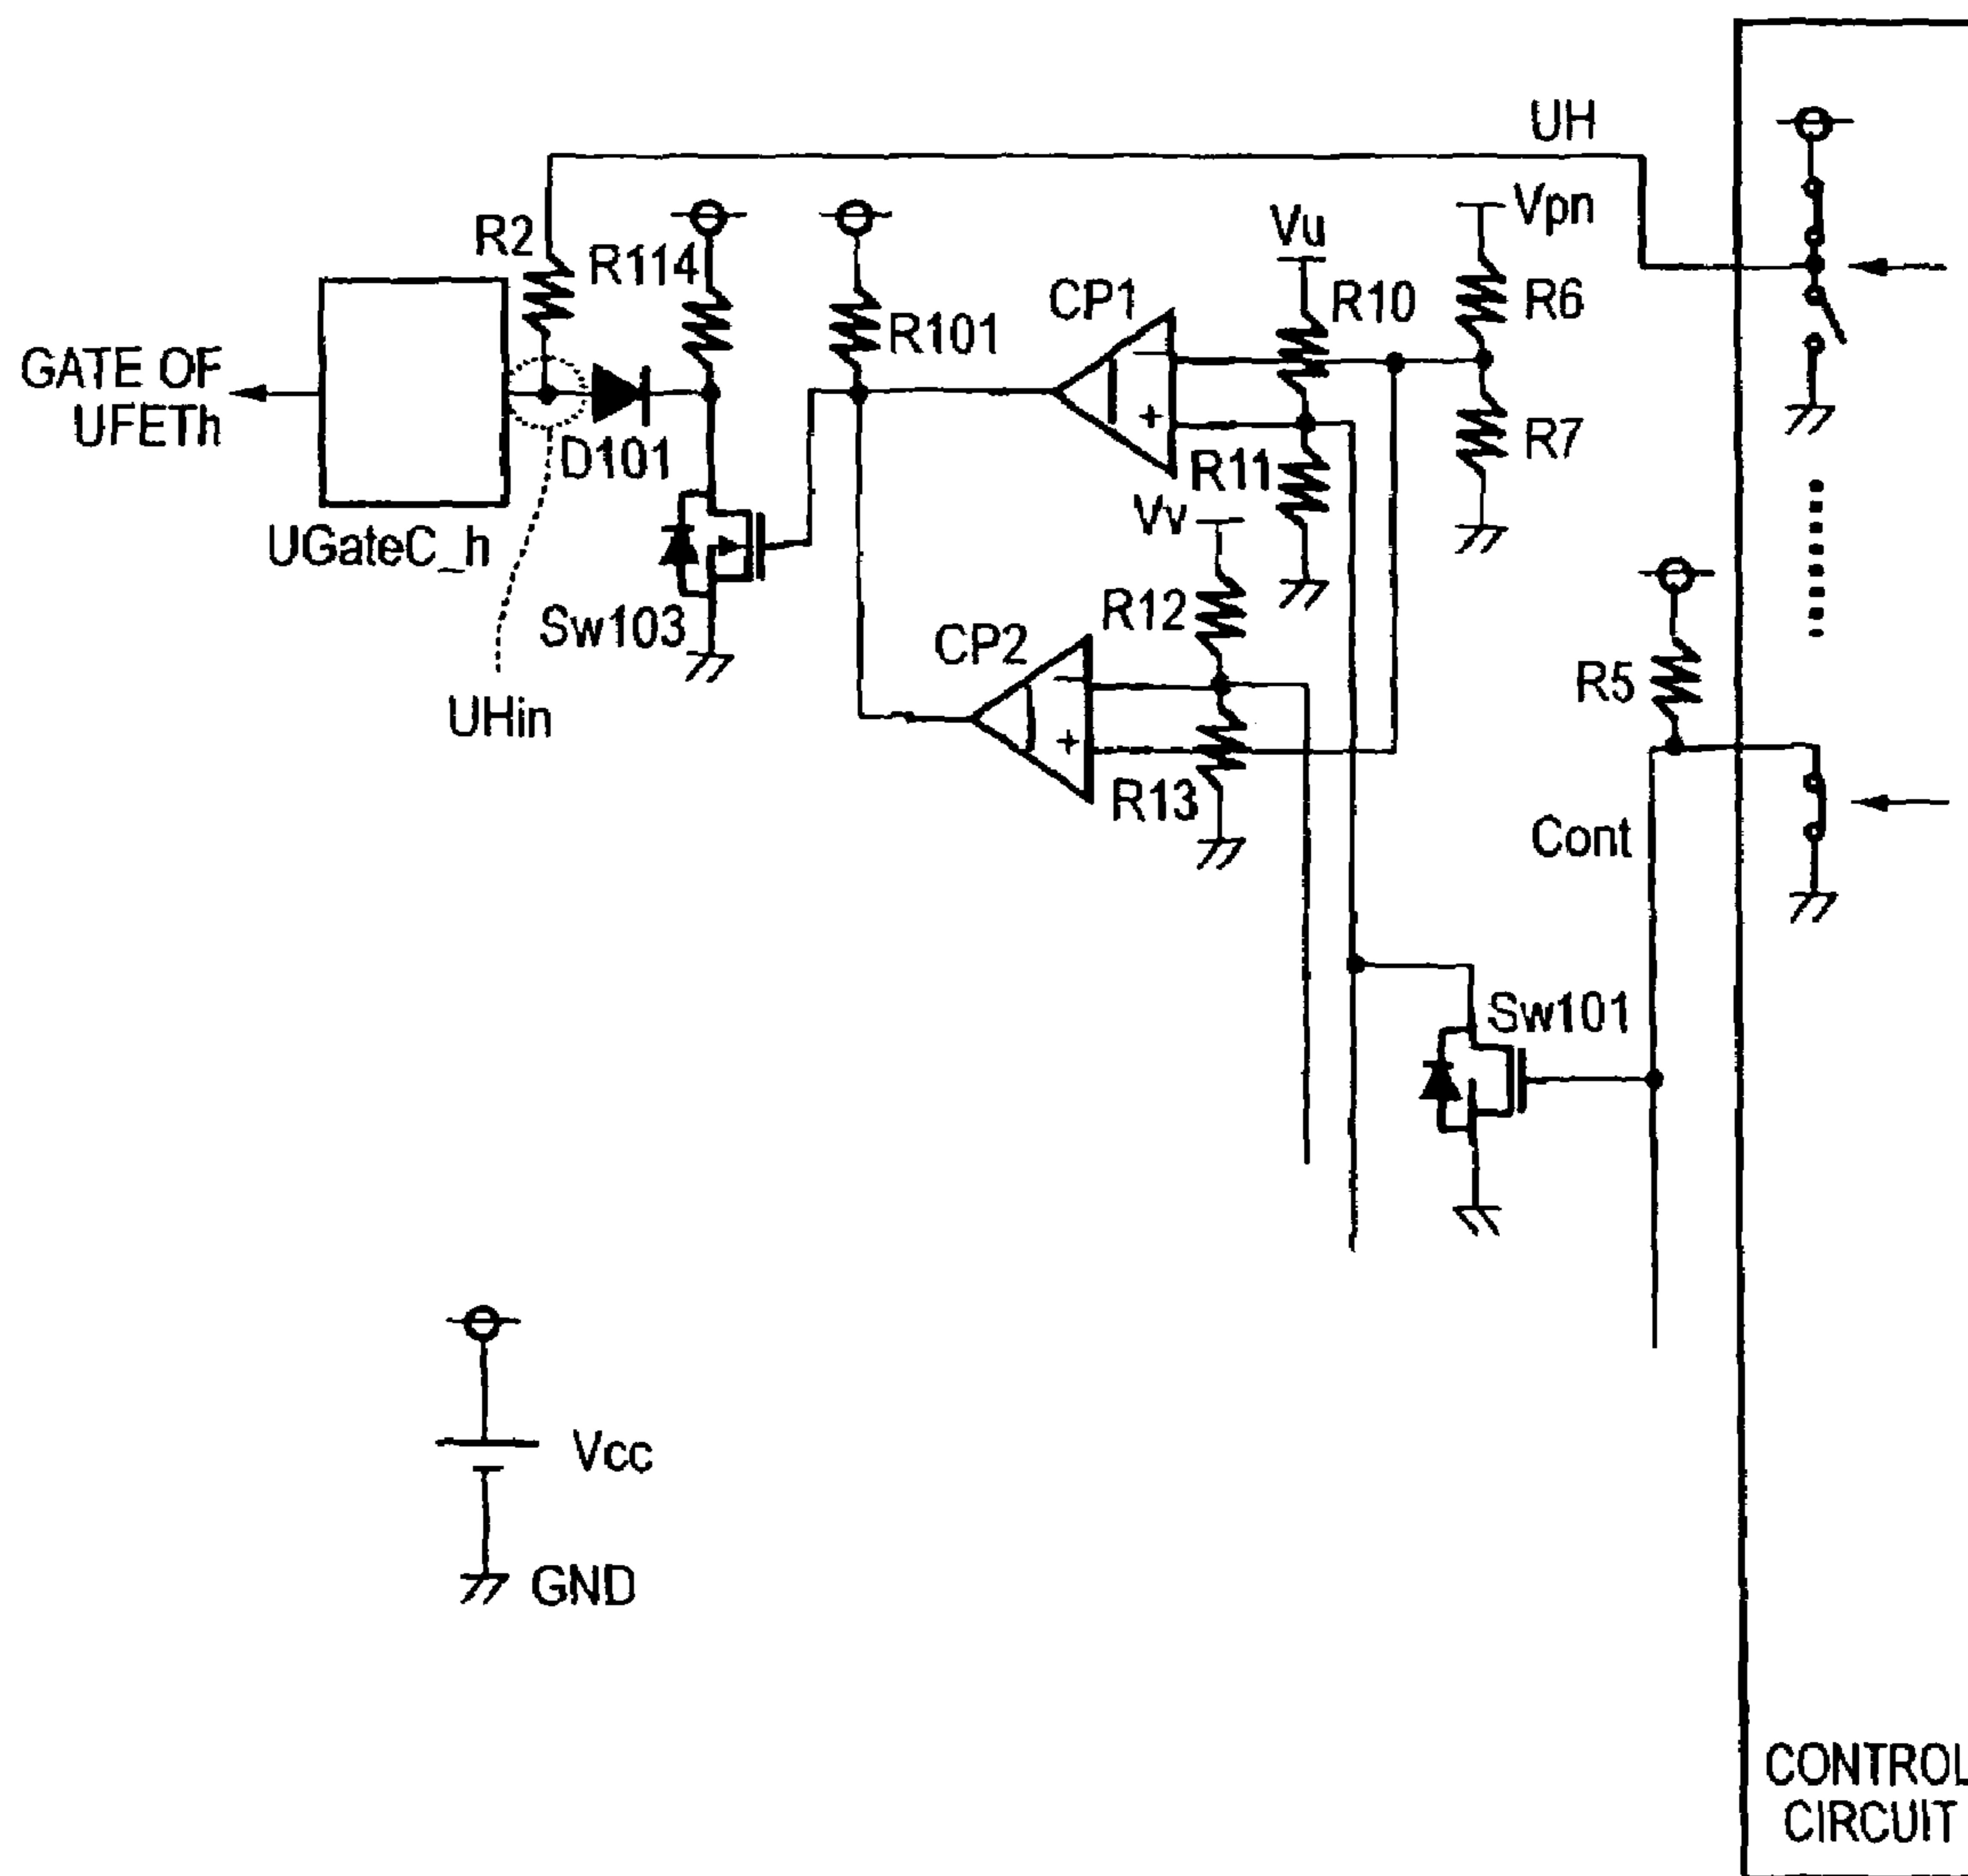 UH
Vpn
Vu
R2
R114
R10
R6
CP1
R101
GATE OF
UFETh
+
R7
D101
R11
Vv
UGateC_h
R12
Sw103
CP2
R5
UHin
+
R13
Cont
Sw101
Vcc
GND
CONTROL
CIRCUIT